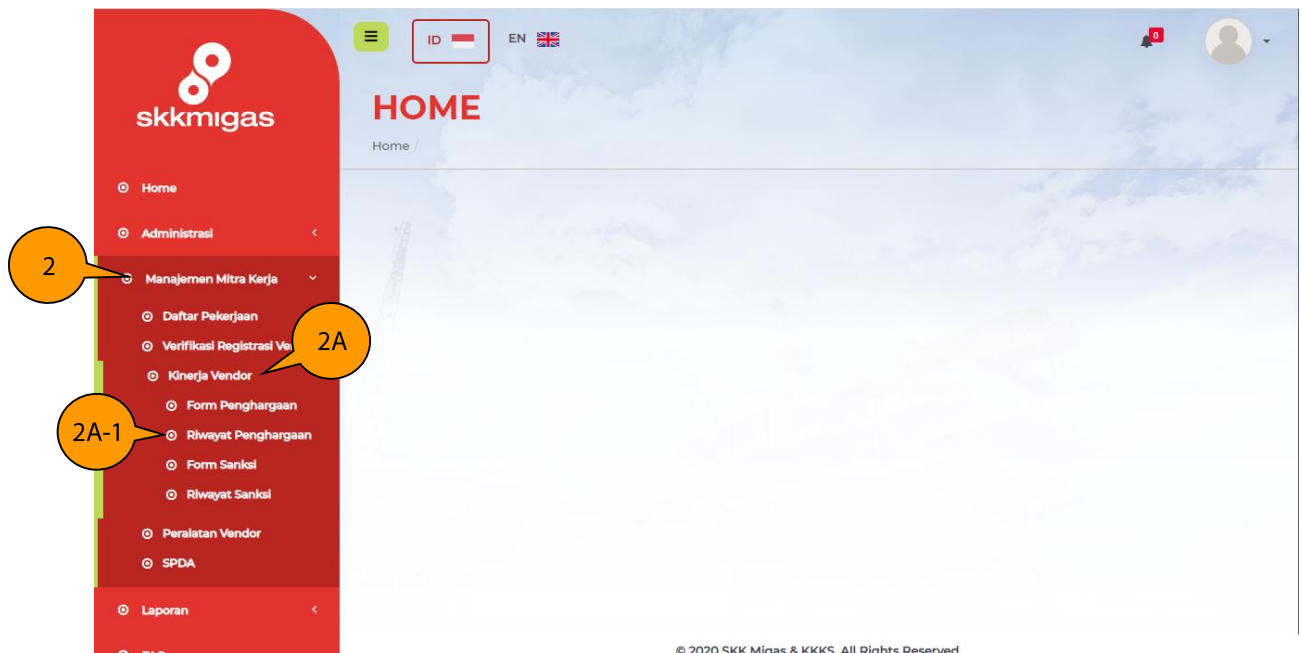 ID
EN
0
skkmigas
HOME
Home /
Home
Administrasi
2
Manajemen Mitra Kerja
Daftar Pekerjaan
Verifikasi Registrasi
2A
Kinerja Vendor
Form Penghargaan
2A-1
Riwayat Penghargaan
Form Sanksi
Riwayat Sanksi
Peralatan Vendor
SPDA
Laporan
© 2020 SKK Migas & KKKS. All Rights Reserved